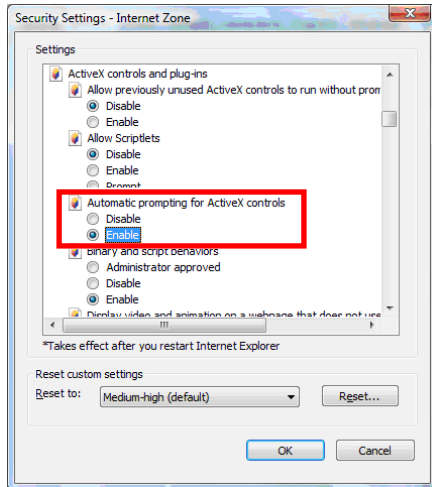 Security Settings - Internet Zone
Settings
ActiveX controls and plug-ins
Allow previously unused ActiveX controls to run without prom
Disable
Enable
Allow Scriptlets
Disable
Enable
Prompt
Automatic prompting for ActiveX controls
Disable
Enable
Binary and script behaviors
Administrator approved
Disable
Enable
Display video and animation on a webpage that does not use
*Takes effect after you restart Internet Explorer
Reset custom settings
Reset to: Medium-high (default) Reset...
OK Cancel